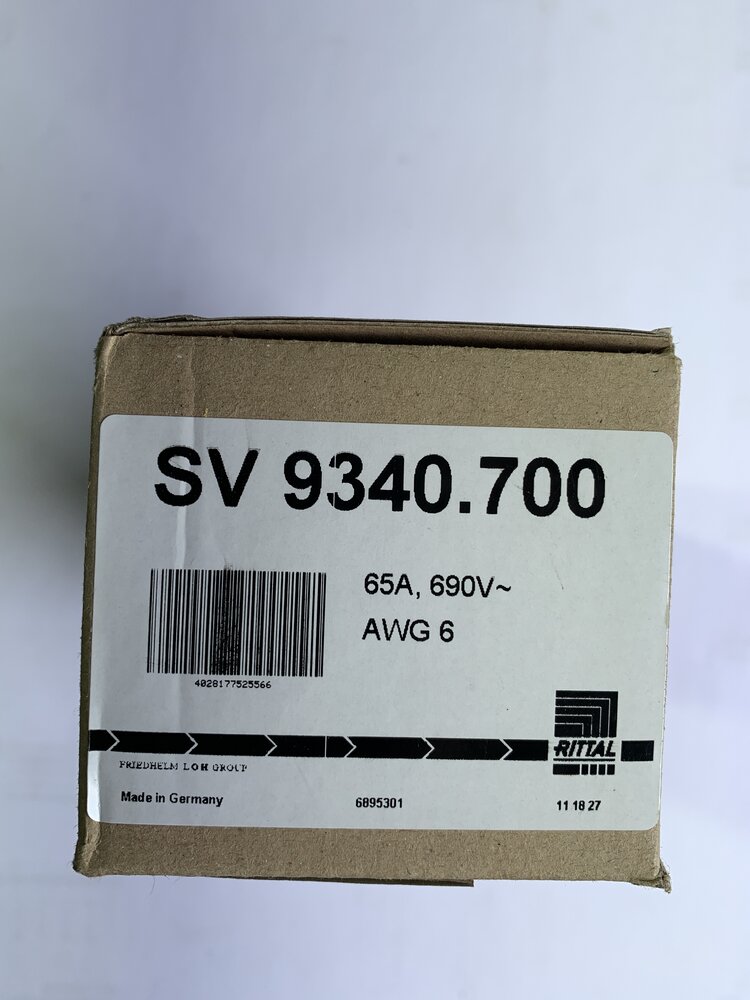 SV 9340.700
65A, 690V~
AWG 6
4028177525566
RITTAL
FRIEDHELM LOH GROUP
Made in Germany
6895301
11 18 27